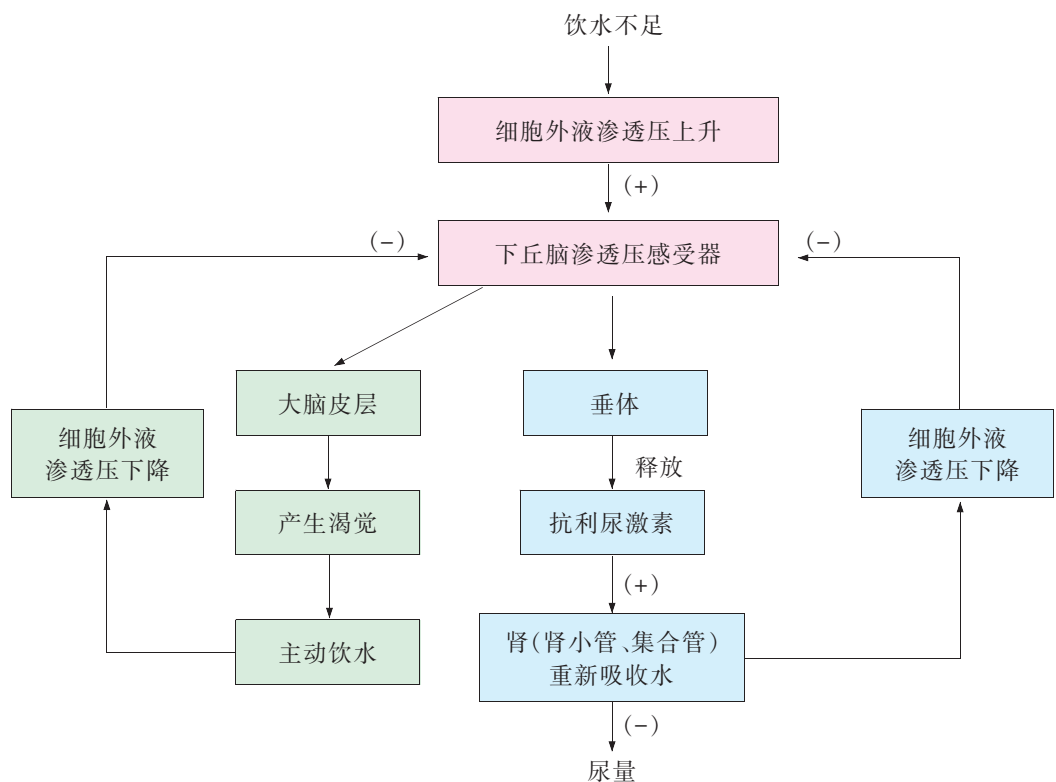 饮水不足
细胞外液渗透压上升
(+)
下丘脑渗透压感受器
(-)
(-)
大脑皮层
垂体
细胞外液
渗透压下降
细胞外液
渗透压下降
释放
产生渴觉
抗利尿激素
(+)
主动饮水
肾(肾小管、集合管)
重新吸收水
(-)
尿量